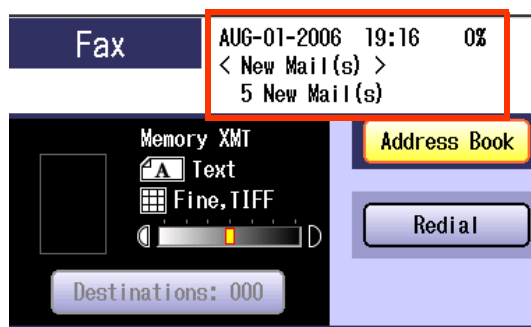 Fax
AUG-01-2006 19:16 0%
< New Mail(s) >
5 New Mail(s)
Memory XMT
A Text
Fine,TIFF
Destinations: 000
Address Book
Redial